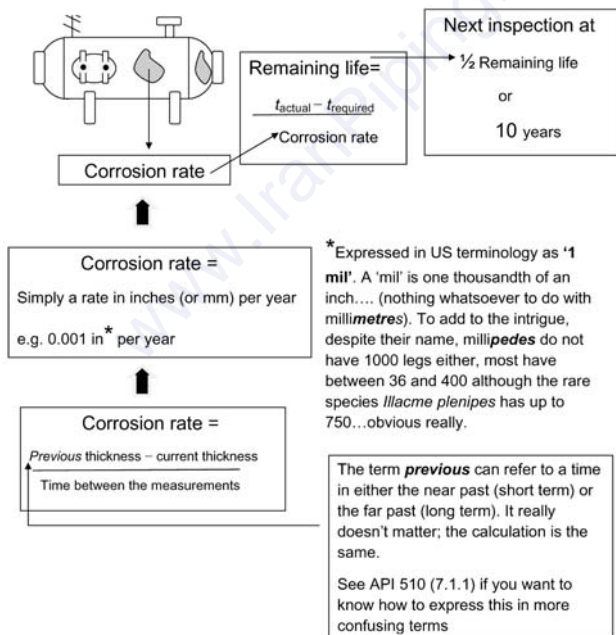 Next inspection at
½ Remaining life
or
10 years
Remaining life=
t actual – t required
Corrosion rate
Corrosion rate
Corrosion rate =
Simply a rate in inches (or mm) per year
e.g. 0.001 in* per year
*Expressed in US terminology as ‘1
mil’. A ‘mil’ is one thousandth of an
inch…. (nothing whatsoever to do with
millimetres). To add to the intrigue,
despite their name, millipedes do not
have 1000 legs either, most have
between 36 and 400 although the rare
species Illacme plenipes has up to
750…obvious really.
Corrosion rate =
Previous thickness – current thickness
Time between the measurements
The term previous can refer to a time
in either the near past (short term) or
the far past (long term). It really
doesn’t matter; the calculation is the
same.
See API 510 (7.1.1) if you want to
know how to express this in more
confusing terms
www.IranPiping